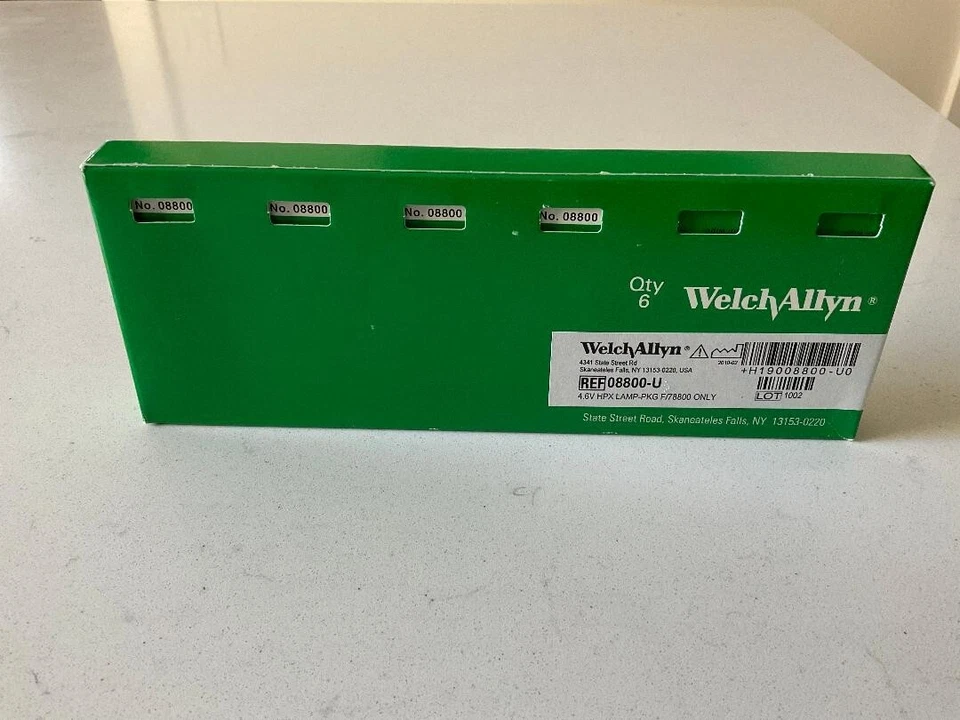 No. 08800
No. 08800
No. 08800
No. 08800
Qty
6
WelchAllyn®
WelchAllyn®
4341 State Street Rd
Skaneateles Falls, NY 13153-0220, USA
2010-02
+H19008800-U0
REF 08800-U
LOT 1002
4.6V HPX LAMP-PKG F/78800 ONLY
State Street Road, Skaneateles Falls, NY 13153-0220